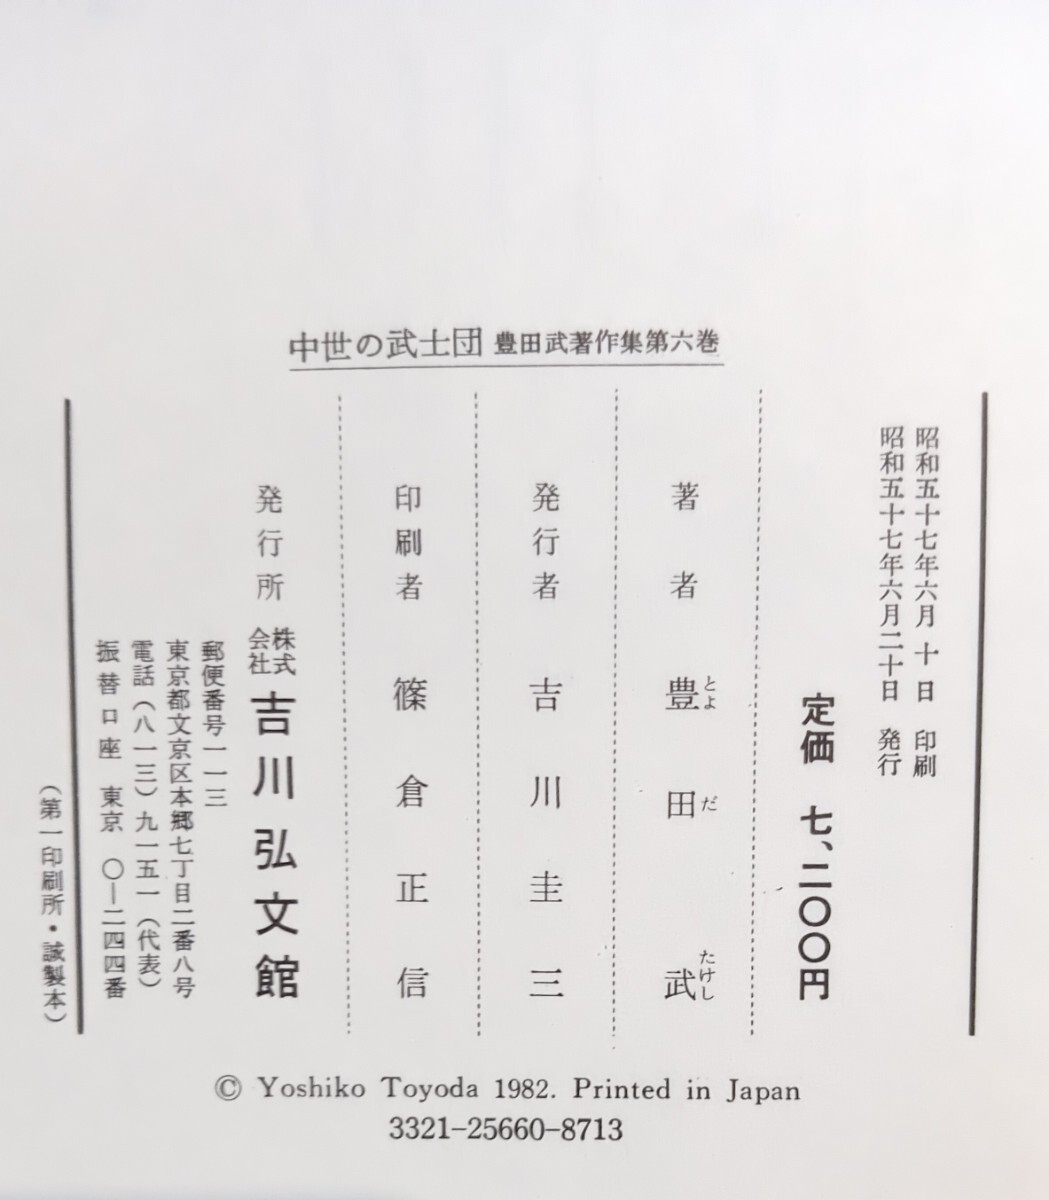 中世の武士団 豊田武著作集第六巻
昭和五十七年六月 十日 印刷
昭和五十七年六月二十日 発行
定価 七、二〇〇円
著者 豊田武
とよ だ たけし
発行者 吉川圭三
印刷者 篠倉正信
発行所 株式会社 吉川弘文館
郵便番号一一三
東京都文京区本郷七丁目二番八号
電話(八一三)九一五一(代表)
振替口座 東京 〇―二四四番
(第一印刷所・誠製本)
© Yoshiko Toyoda 1982. Printed in Japan
3321-25660-8713